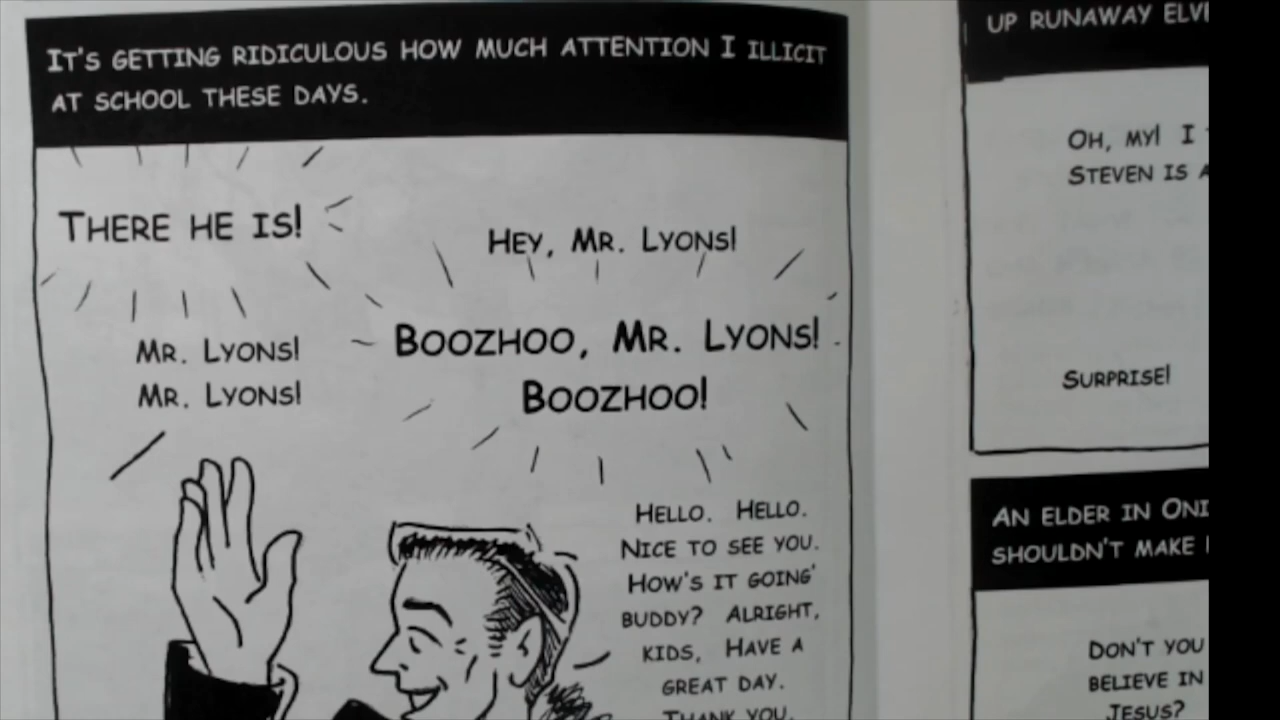 IT'S GETTING RIDICULOUS HOW MUCH ATTENTION I ILLICIT
AT SCHOOL THESE DAYS.
THERE HE IS!
HEY, MR. LYONS!
MR. LYONS!
MR. LYONS!
BOOZHOO, MR. LYONS!
BOOZHOO!
HELLO. HELLO.
NICE TO SEE YOU.
HOW'S IT GOING'
BUDDY? ALRIGHT,
KIDS, HAVE A
GREAT DAY.
THANK YOU.
UP RUNAWAY
OH, MY! I
STEVEN IS
SURPRISE!
AN ELDER IN
SHOULDN'T MAKE
DON'T YOU
BELIEVE IN
JESUS?